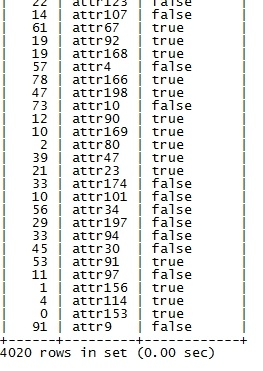 | 22 | attr123 | false |
| 14 | attr107 | false |
| 61 | attr67 | true |
| 19 | attr92 | true |
| 19 | attr168 | true |
| 57 | attr4 | false |
| 78 | attr166 | true |
| 47 | attr198 | true |
| 73 | attr10 | false |
| 12 | attr90 | true |
| 10 | attr169 | true |
| 2 | attr80 | true |
| 39 | attr47 | true |
| 21 | attr23 | true |
| 33 | attr174 | false |
| 10 | attr101 | false |
| 56 | attr34 | false |
| 29 | attr197 | false |
| 33 | attr94 | false |
| 45 | attr30 | false |
| 53 | attr91 | true |
| 11 | attr97 | false |
| 1 | attr156 | true |
| 4 | attr114 | true |
| 0 | attr153 | true |
| 91 | attr9 | false |
+------+---------+-------------+
4020 rows in set (0.00 sec)